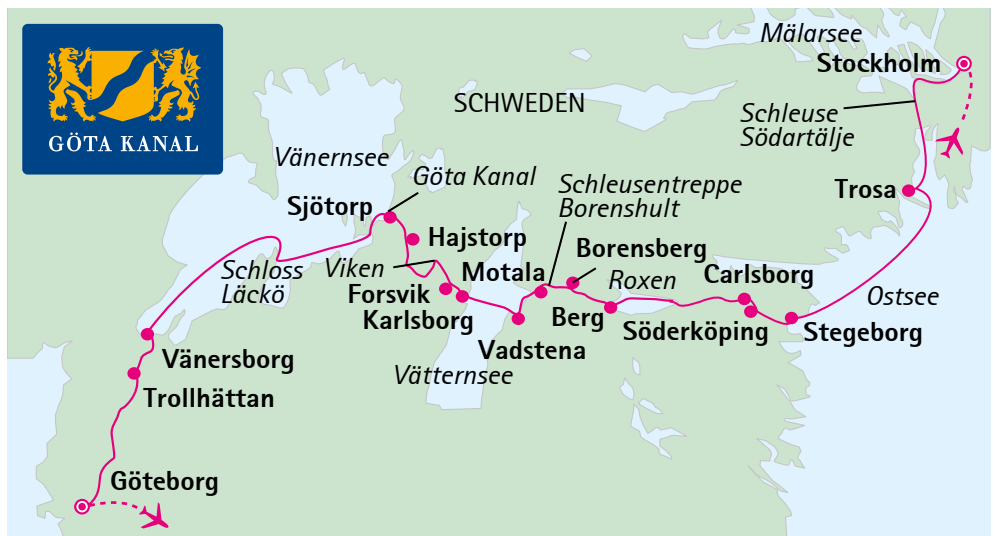 GÖTA KANAL
Mälarsee
Stockholm
SCHWEDEN
Schleuse
Södartälje
Vänernsee
Göta Kanal
Schleusentreppe
Borenshult
Trosa
Sjötorp
Hajstorp
Borensberg
Schloss
Läckö
Viken
Motala
Roxen
Carlsborg
Forsvik
Ostsee
Karlsborg
Berg
Söderköping
Stegeborg
Vänersborg
Vadstena
Vätternsee
Trollhättan
Göteborg